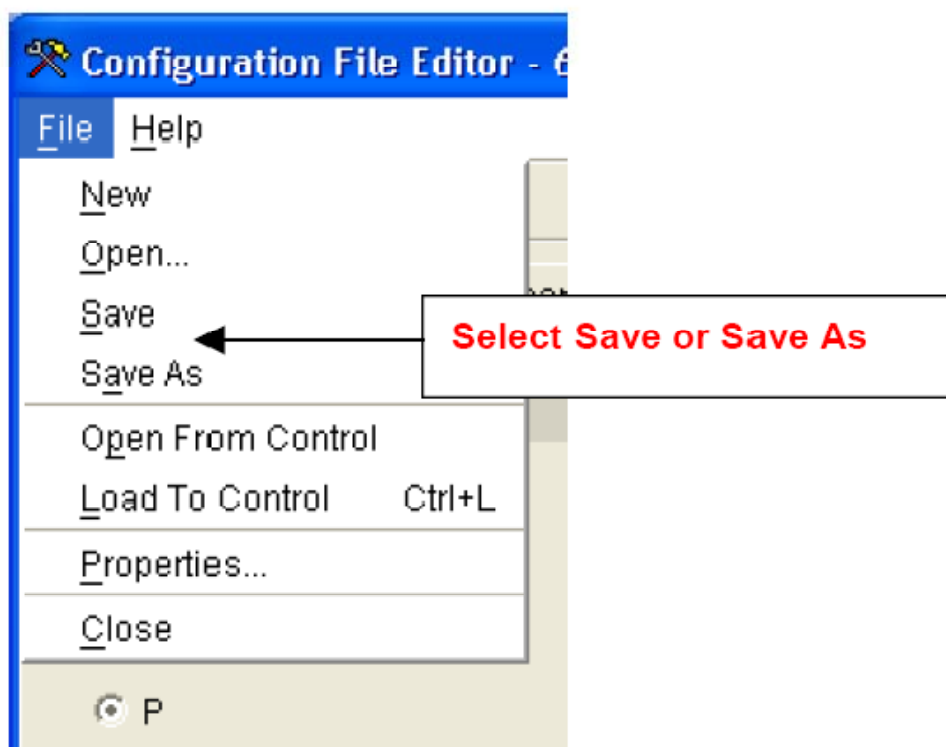 Configuration File Editor - 6
File Help
New
Open...
Save
Select Save or Save As
Save As
Open From Control
Load To Control Ctrl+L
Properties...
Close
P